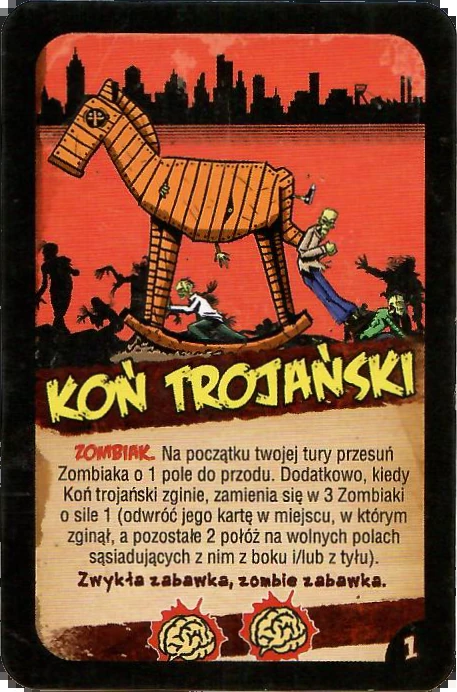 KOŃ TROJAŃSKI
ZOMBIAK. Na początku twojej tury przesuń
Zombiaka o 1 pole do przodu. Dodatkowo, kiedy
Koń trojański zginie, zamienia się w 3 Zombiaki
o sile 1 (odwróć jego kartę w miejscu, w którym
zginął, a pozostałe 2 połóż na wolnych polach
sąsiadujących z nim z boku i/lub z tyłu).
Zwykła zabawka, zombie zabawka.
1